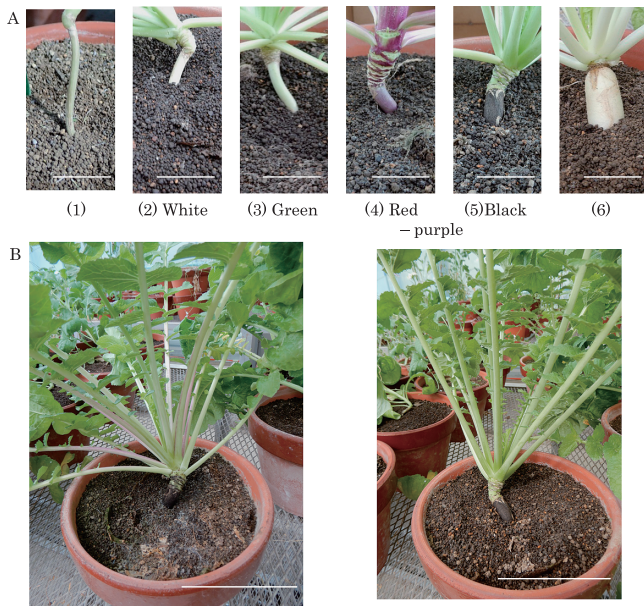 A
(1) (2) White (3) Green (4) Red (5)Black (6)
– purple
B